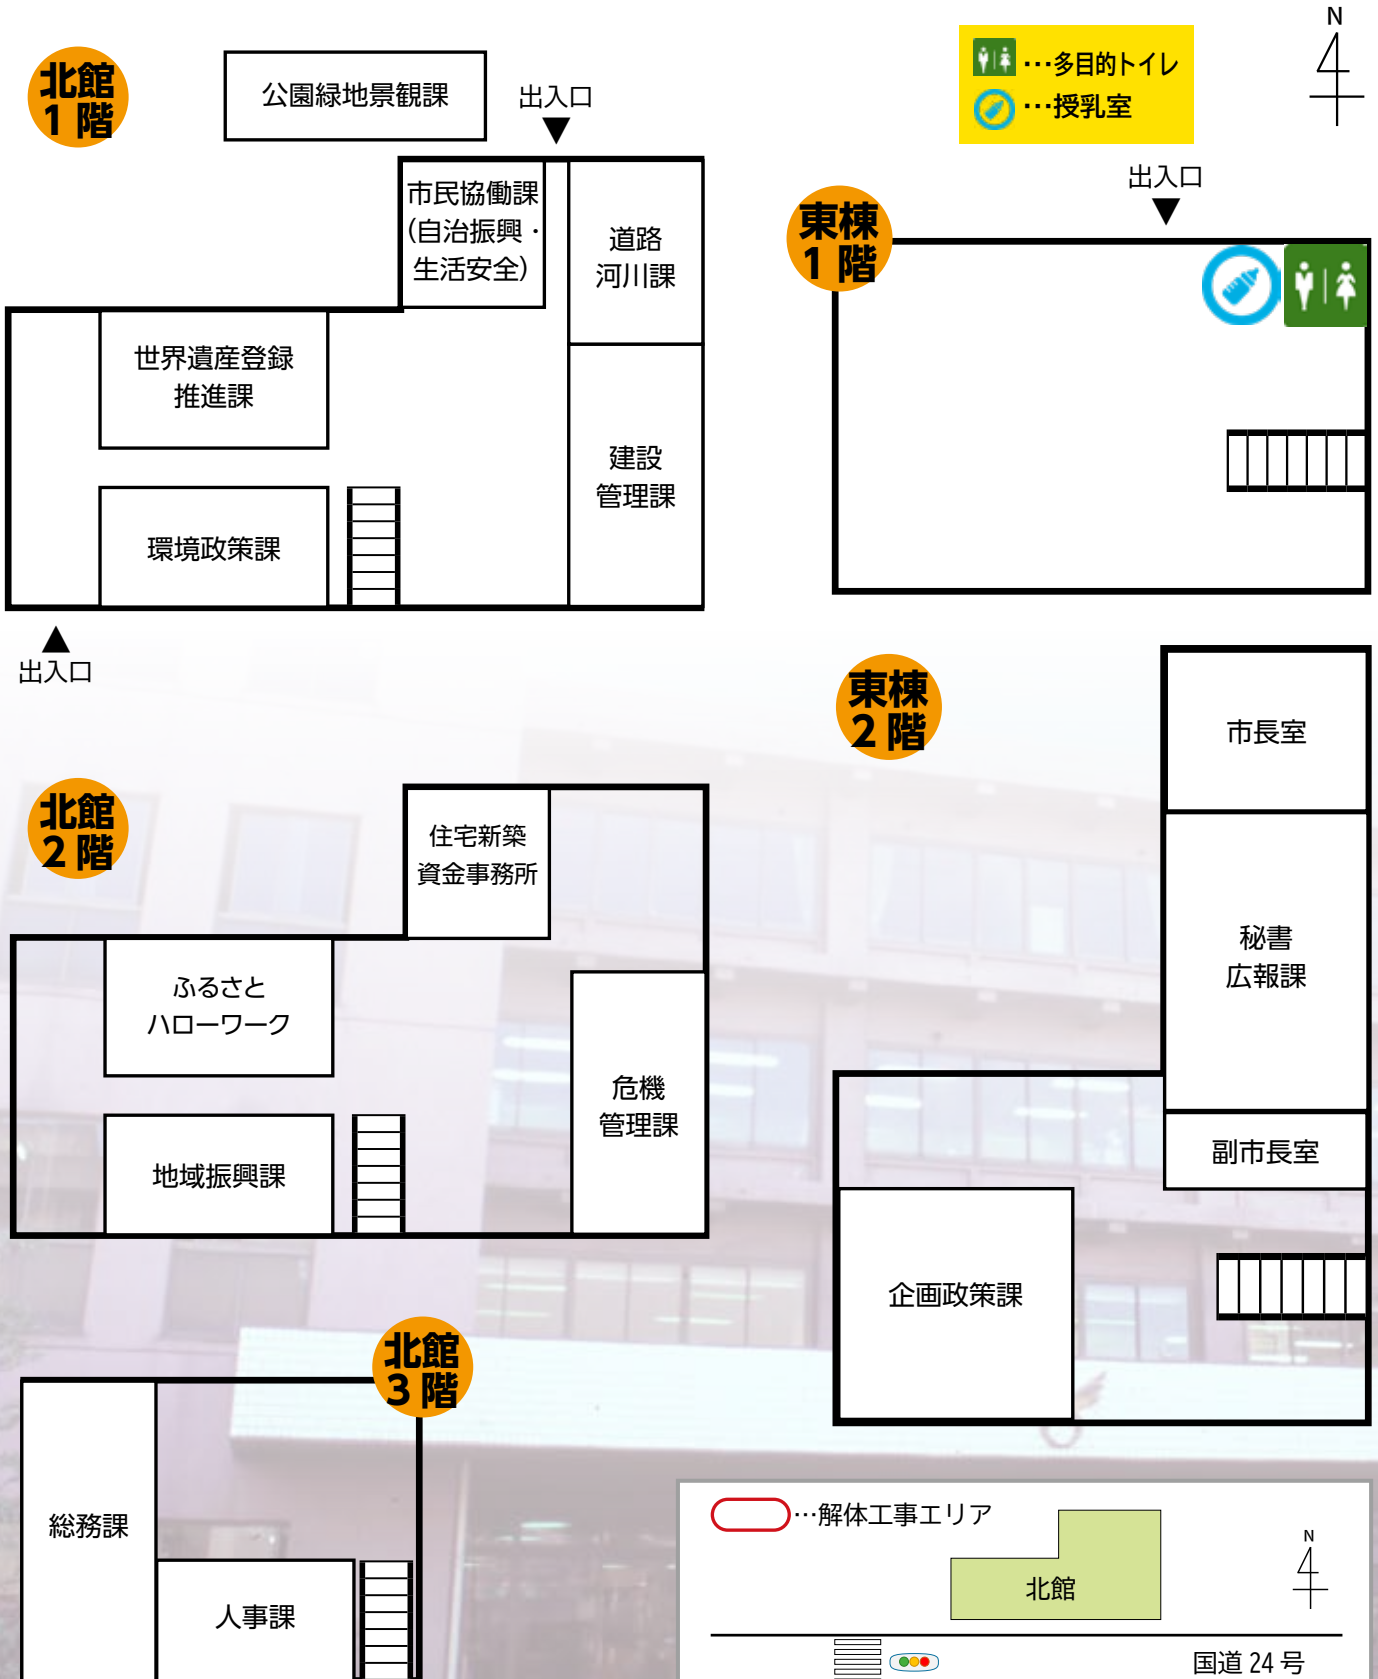 北館
1階
公園緑地景観課
出入口
市民協働課
(自治振興・
生活安全)
道路
河川課
世界遺産登録
推進課
建設
管理課
環境政策課
出入口
…多目的トイレ
…授乳室
N
出入口
東棟
1階
北館
2階
住宅新築
資金事務所
ふるさと
ハローワーク
危機
管理課
地域振興課
東棟
2階
市長室
秘書
広報課
副市長室
企画政策課
北館
3階
総務課
人事課
…解体工事エリア
N
北館
国道24号